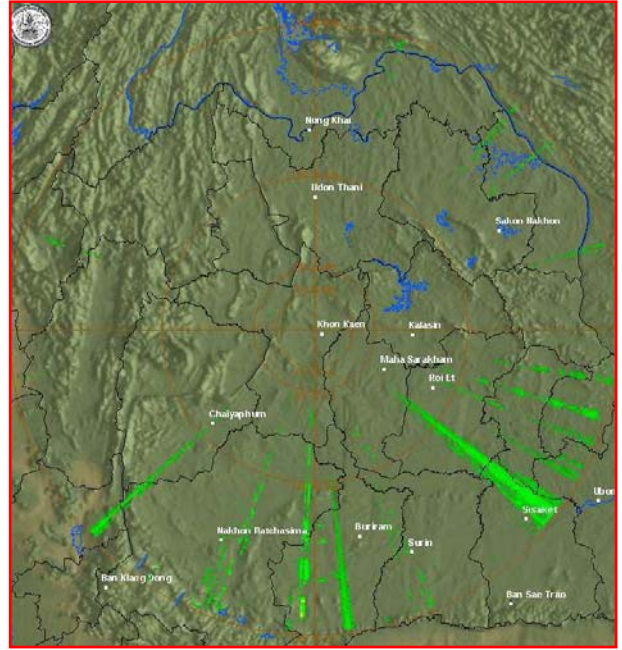 Nong Khai
Udon Thani
Sakon Nakhon
Khon Kaen
Kalasin
Maha Sarakham
Roi Et
Chaiyaphum
Ubon
Sisaket
Nakhon Ratchasima
Buriram
Surin
Ban Klang Dong
Ban Sae Trao